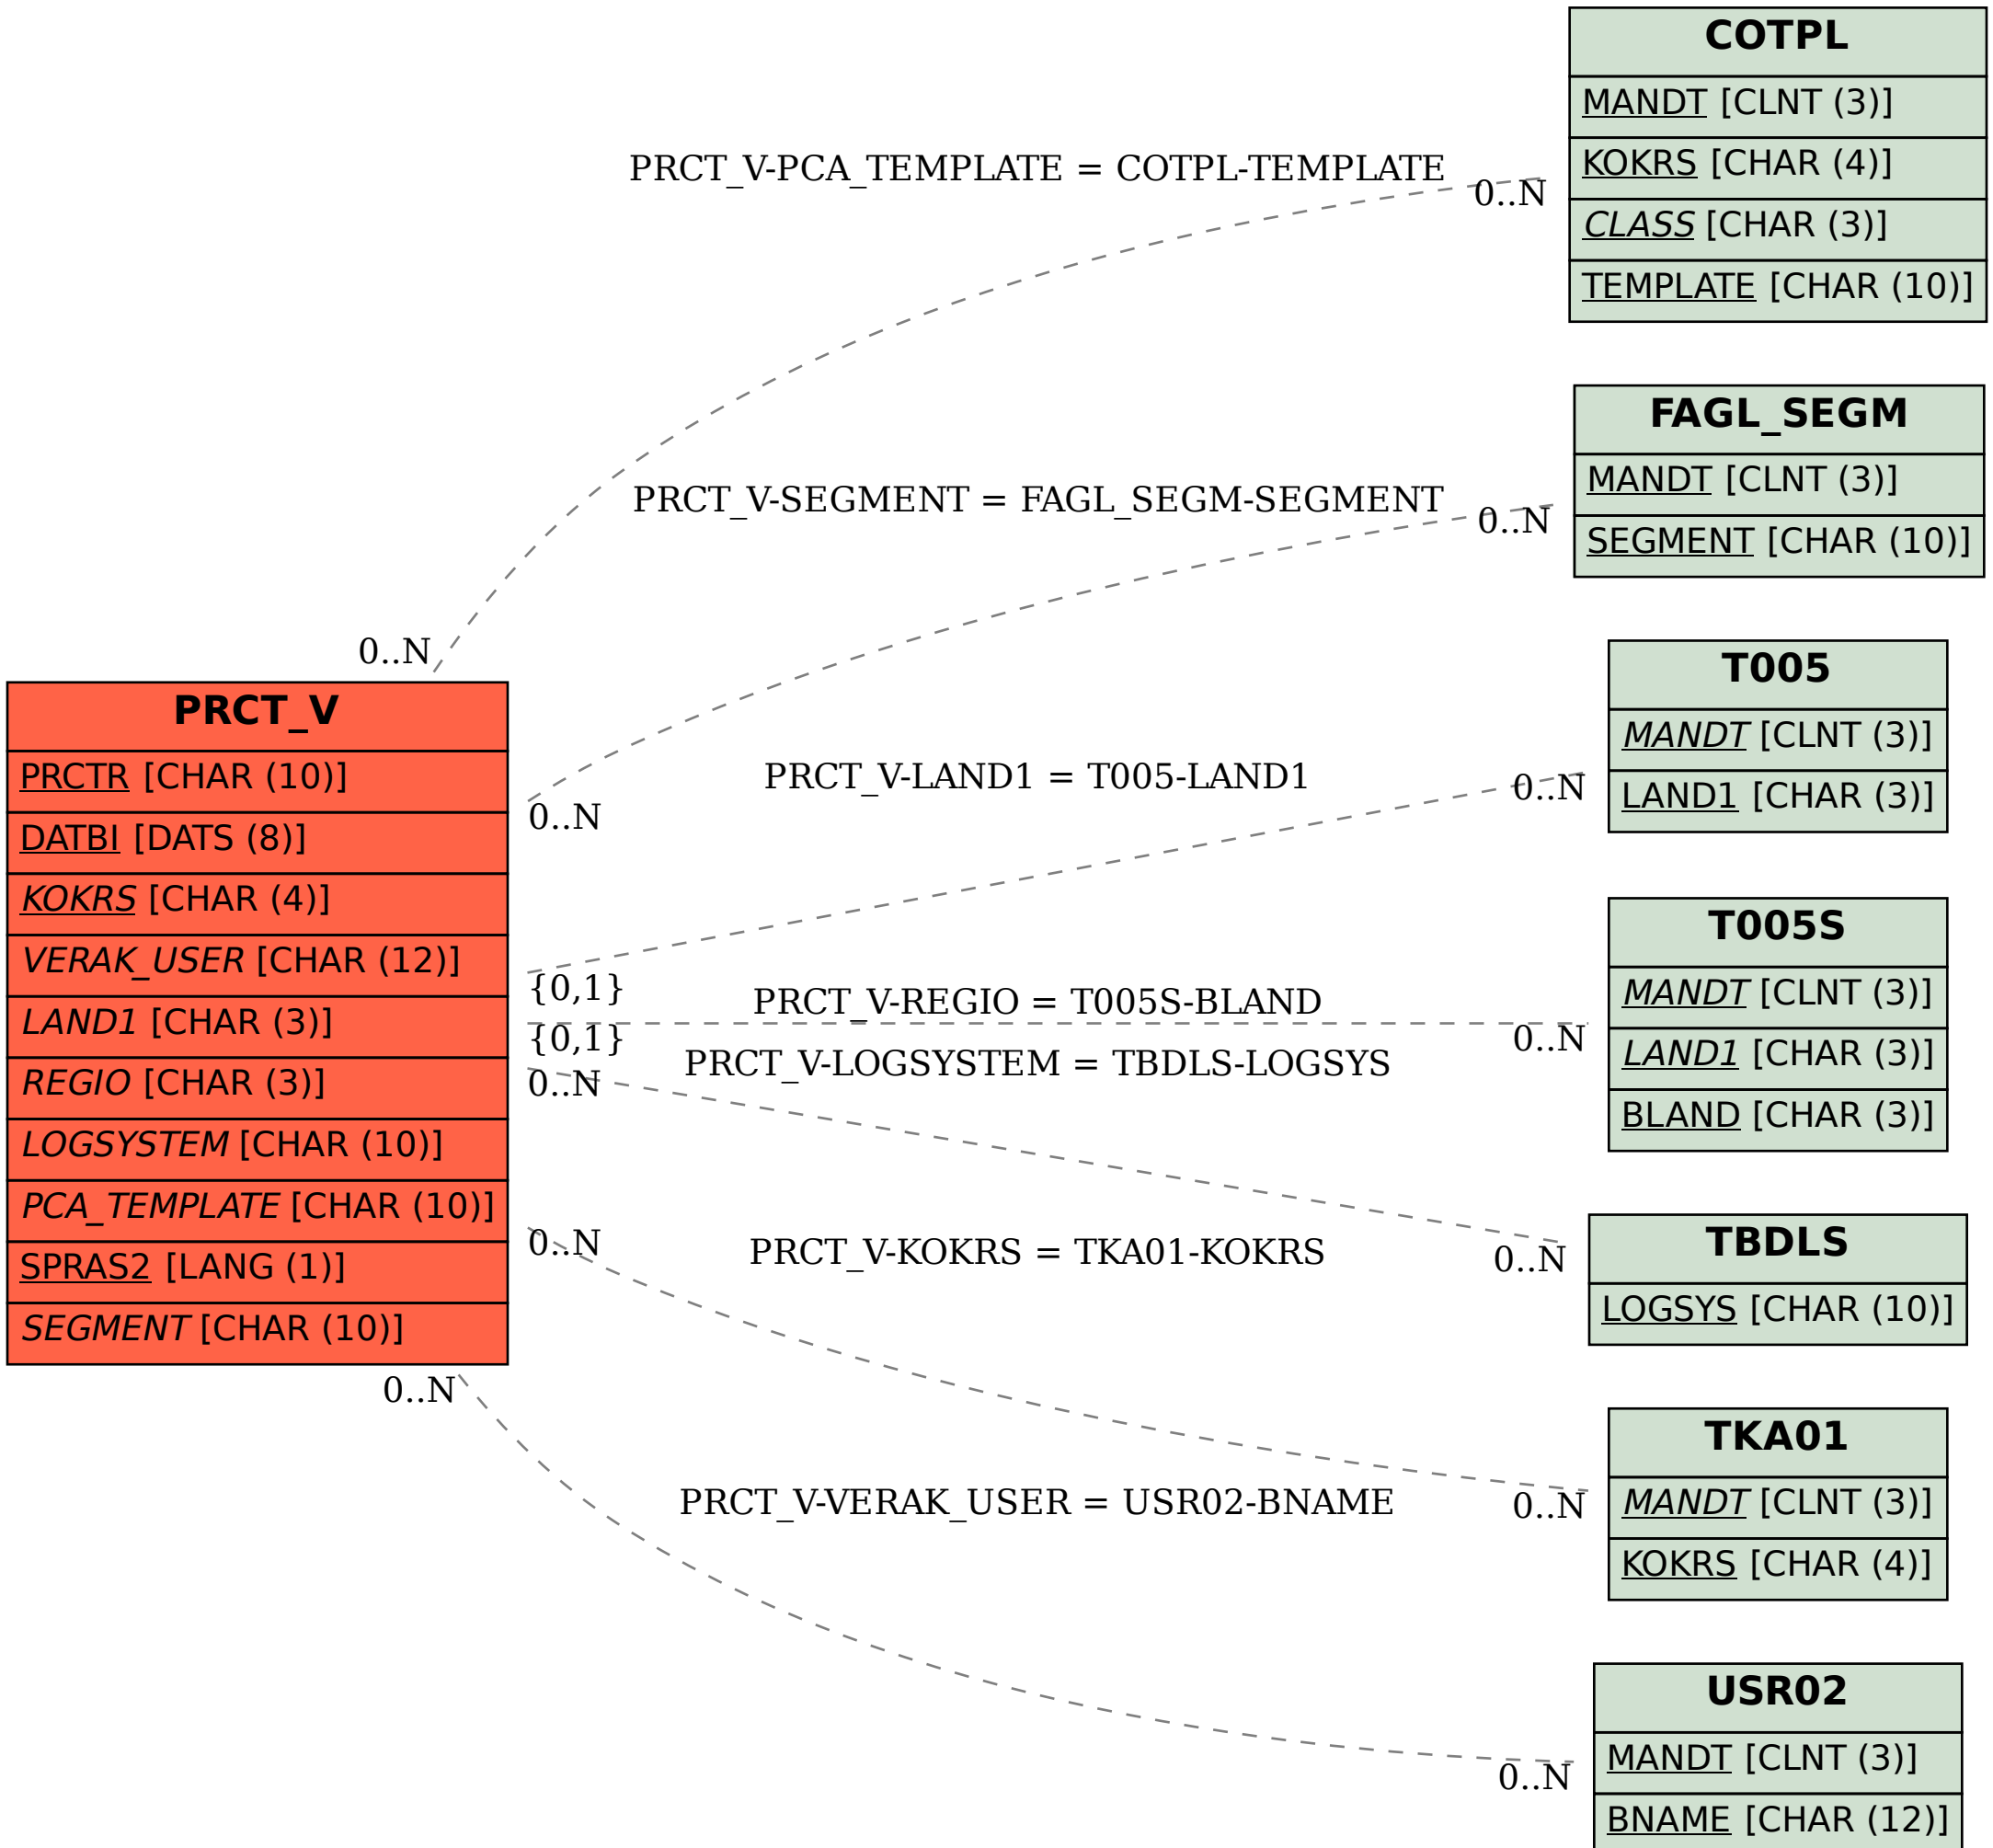 COTPL
MANDT [CLNT (3)]
KOKRS [CHAR (4)]
CLASS [CHAR (3)]
TEMPLATE [CHAR (10)]
PRCT_V-PCA_TEMPLATE = COTPL-TEMPLATE
0..N
0..N
FAGL_SEGM
MANDT [CLNT (3)]
SEGMENT [CHAR (10)]
PRCT_V-SEGMENT = FAGL_SEGM-SEGMENT
0..N
0..N
T005
MANDT [CLNT (3)]
LAND1 [CHAR (3)]
PRCT_V-LAND1 = T005-LAND1
0..N
{0,1}
PRCT_V
PRCTR [CHAR (10)]
DATBI [DATS (8)]
KOKRS [CHAR (4)]
VERAK_USER [CHAR (12)]
LAND1 [CHAR (3)]
REGIO [CHAR (3)]
LOGSYSTEM [CHAR (10)]
PCA_TEMPLATE [CHAR (10)]
SPRAS2 [LANG (1)]
SEGMENT [CHAR (10)]
T005S
MANDT [CLNT (3)]
LAND1 [CHAR (3)]
BLAND [CHAR (3)]
PRCT_V-REGIO = T005S-BLAND
0..N
{0,1}
PRCT_V-LOGSYSTEM = TBDLS-LOGSYS
0..N
0..N
TBDLS
LOGSYS [CHAR (10)]
PRCT_V-KOKRS = TKA01-KOKRS
0..N
0..N
TKA01
MANDT [CLNT (3)]
KOKRS [CHAR (4)]
PRCT_V-VERAK_USER = USR02-BNAME
0..N
0..N
USR02
MANDT [CLNT (3)]
BNAME [CHAR (12)]